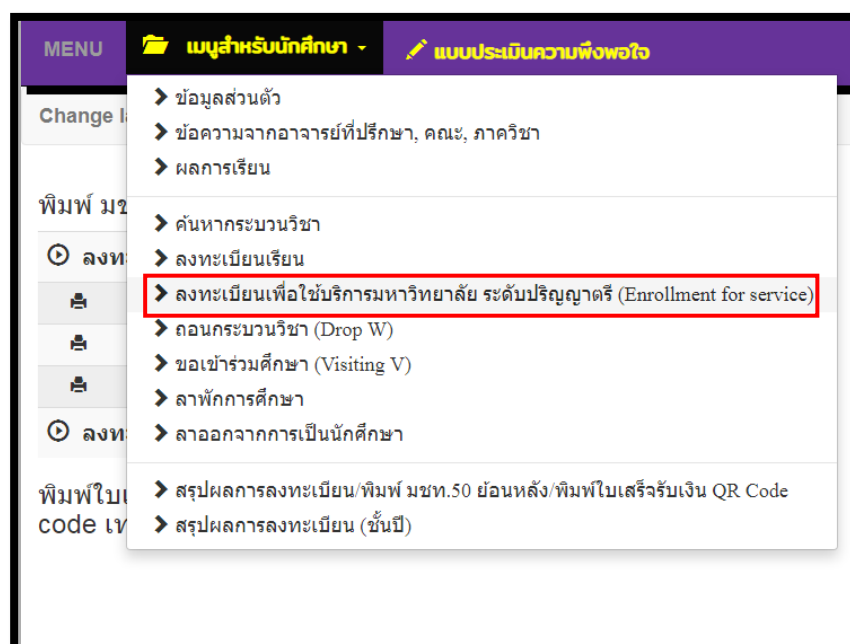 MENU เมนูสำหรับนักศึกษา แบบประเมินความพึงพอใจ
Change l
ข้อมูลส่วนตัว
ข้อความจากอาจารย์ที่ปรึกษา, คณะ, ภาควิชา
ผลการเรียน
พิมพ์ มช
ค้นหากระบวนวิชา
ลงท
ลงทะเบียนเรียน
ลงทะเบียนเพื่อใช้บริการมหาวิทยาลัย ระดับปริญญาตรี (Enrollment for service)
ถอนกระบวนวิชา (Drop W)
ขอเข้าร่วมศึกษา (Visiting V)
ลาพักการศึกษา
ลงท
ลาออกจากการเป็นนักศึกษา
พิมพ์ใบเ
สรุปผลการลงทะเบียน/พิมพ์ มชท.50 ย้อนหลัง/พิมพ์ใบเสร็จรับเงิน QR Code
code เท
สรุปผลการลงทะเบียน (ชั้นปี)